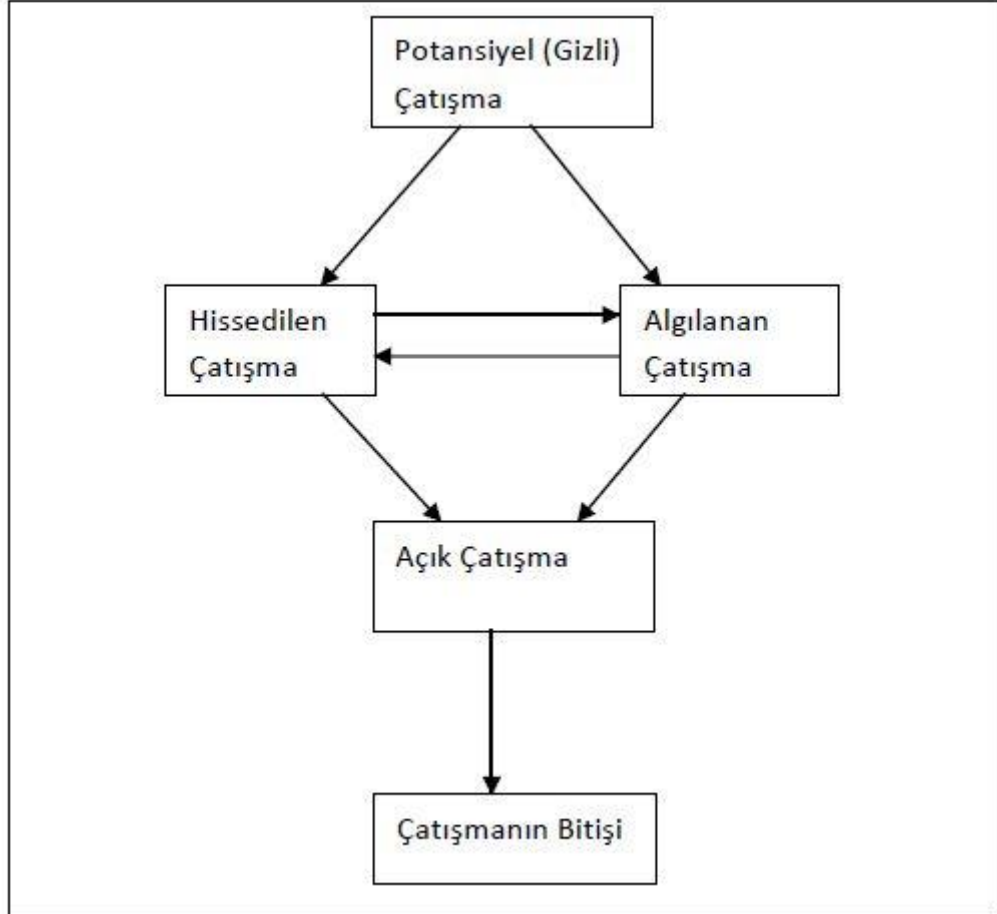 Potansiyel (Gizli)
Çatışma
Hissedilen
Çatışma
Algılanan
Çatışma
Açık Çatışma
Çatışmanın Bitişi